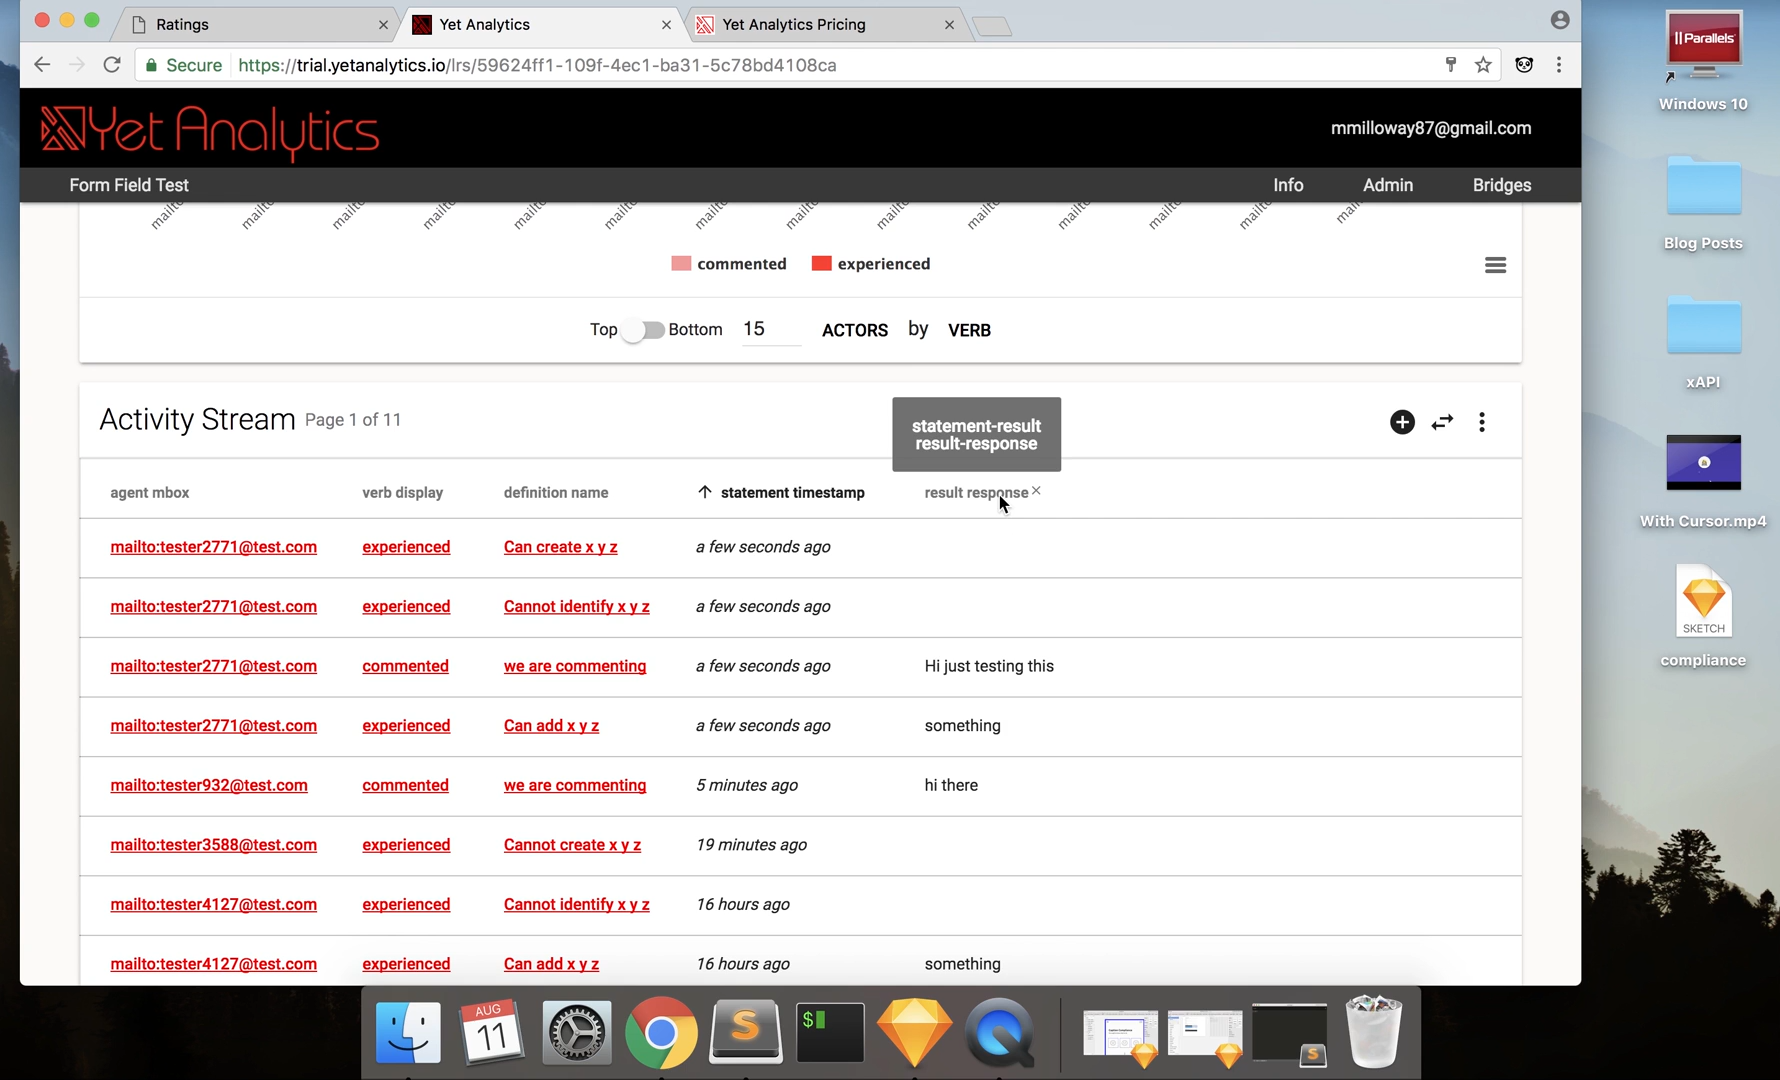 Ratings
Yet Analytics
Yet Analytics Pricing
Secure
https://trial.yetanalytics.io/lrs/59624ff1-109f-4ec1-ba31-5c78bd4108ca
Yet Analytics
mmilloway87@gmail.com
Form Field Test
Info
Admin
Bridges
commented
experienced
Top
Bottom
15
ACTORS by VERB
Activity Stream Page 1 of 11
statement-result
result-response
agent mbox verb display definition name statement timestamp result response
mailto:tester2771@test.com experienced Can create x y z a few seconds ago
mailto:tester2771@test.com experienced Cannot identify x y z a few seconds ago
mailto:tester2771@test.com commented we are commenting a few seconds ago Hi just testing this
mailto:tester2771@test.com experienced Can add x y z a few seconds ago something
mailto:tester932@test.com commented we are commenting 5 minutes ago hi there
mailto:tester3588@test.com experienced Cannot create x y z 19 minutes ago
mailto:tester4127@test.com experienced Cannot identify x y z 16 hours ago
mailto:tester4127@test.com experienced Can add x y z 16 hours ago something
Parallels
Windows 10
Blog Posts
xAPI
With Cursor.mp4
SKETCH
compliance
AUG
11